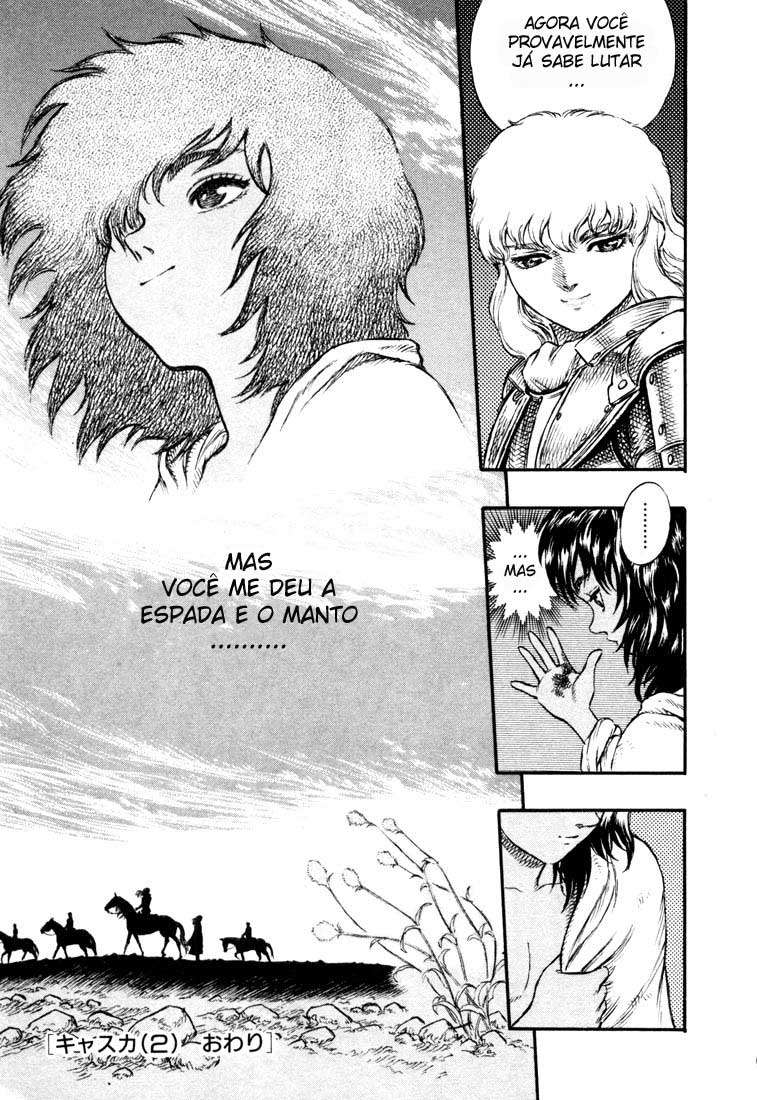 AGORA VOCÊ
PROVAVELMENTE
JÁ SABE LUTAR
...
.........
...
MAS
...
MAS
VOCÊ ME DEU A
ESPADA E O MANTO
..........
[キャスカ(2) おわり]